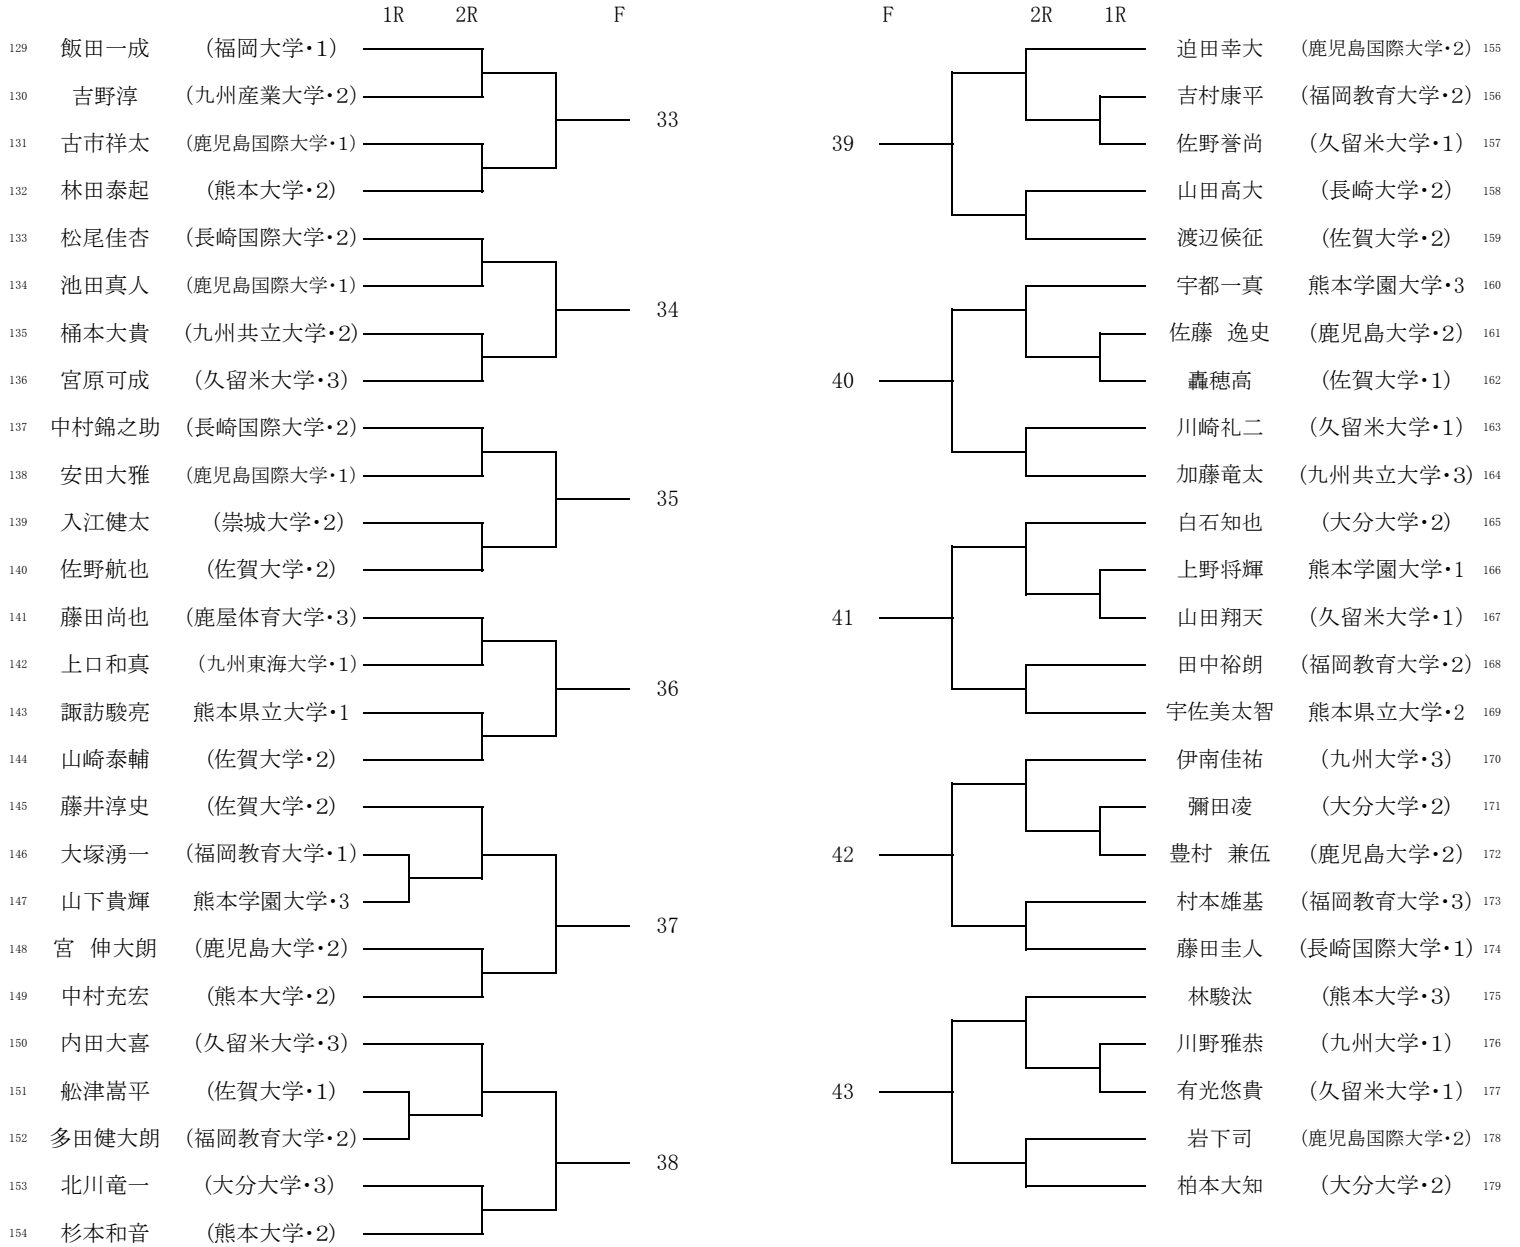 1R 2R F F 2R 1R
129 飯田一成 (福岡大学・1)
130 吉野淳 (九州産業大学・2)
131 古市祥太 (鹿児島国際大学・1)
132 林田泰起 (熊本大学・2)
33
133 松尾佳杏 (長崎国際大学・2)
134 池田真人 (鹿児島国際大学・1)
135 桶本大貴 (九州共立大学・2)
136 宮原可成 (久留米大学・3)
34
137 中村錦之助 (長崎国際大学・2)
138 安田大雅 (鹿児島国際大学・1)
139 入江健太 (崇城大学・2)
140 佐野航也 (佐賀大学・2)
35
141 藤田尚也 (鹿屋体育大学・3)
142 上口和真 (九州東海大学・1)
143 諏訪駿亮 熊本県立大学・1
144 山崎泰輔 (佐賀大学・2)
36
145 藤井淳史 (佐賀大学・2)
146 大塚湧一 (福岡教育大学・1)
147 山下貴輝 熊本学園大学・3
148 宮 伸大朗 (鹿児島大学・2)
149 中村充宏 (熊本大学・2)
37
150 内田大喜 (久留米大学・3)
151 舩津嵩平 (佐賀大学・1)
152 多田健大朗 (福岡教育大学・2)
153 北川竜一 (大分大学・3)
154 杉本和音 (熊本大学・2)
38
迫田幸大 (鹿児島国際大学・2) 155
吉村康平 (福岡教育大学・2) 156
佐野誉尚 (久留米大学・1) 157
山田高大 (長崎大学・2) 158
渡辺候征 (佐賀大学・2) 159
39
宇都一真 熊本学園大学・3 160
佐藤 逸史 (鹿児島大学・2) 161
轟穂高 (佐賀大学・1) 162
川崎礼二 (久留米大学・1) 163
加藤竜太 (九州共立大学・3) 164
40
白石知也 (大分大学・2) 165
上野将輝 熊本学園大学・1 166
山田翔天 (久留米大学・1) 167
田中裕朗 (福岡教育大学・2) 168
宇佐美太智 熊本県立大学・2 169
41
伊南佳祐 (九州大学・3) 170
彌田凌 (大分大学・2) 171
豊村 兼伍 (鹿児島大学・2) 172
村本雄基 (福岡教育大学・3) 173
藤田圭人 (長崎国際大学・1) 174
42
林駿汰 (熊本大学・3) 175
川野雅恭 (九州大学・1) 176
有光悠貴 (久留米大学・1) 177
岩下司 (鹿児島国際大学・2) 178
柏本大知 (大分大学・2) 179
43